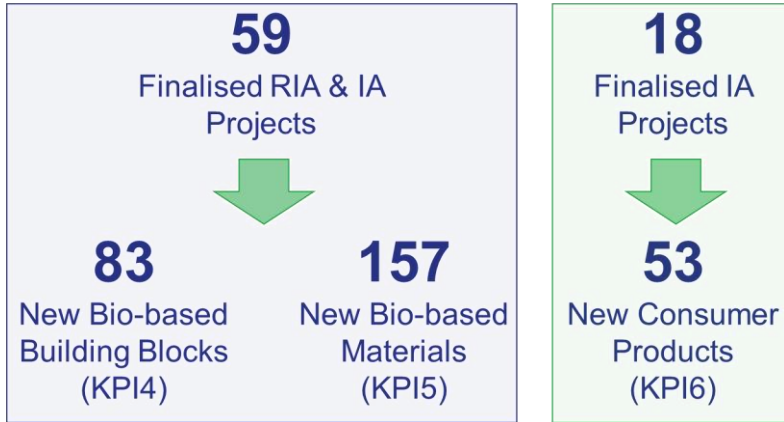 59
Finalised RIA & IA
Projects
83
New Bio-based
Building Blocks
(KPI4)
157
New Bio-based
Materials
(KPI5)
18
Finalised IA
Projects
53
New Consumer
Products
(KPI6)